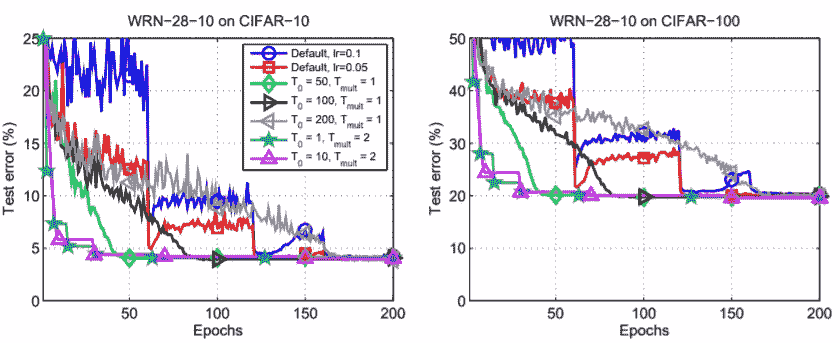 WRN-28-10 on CIFAR-10
25
20
15
10
5
0
Test error (%)
50
100
150
200
Epochs
Default, lr=0.1
Default, lr=0.05
T0 = 50, Tmult = 1
T0 = 100, Tmult = 1
T0 = 200, Tmult = 1
T0 = 1, Tmult = 2
T0 = 10, Tmult = 2
WRN-28-10 on CIFAR-100
50
40
30
20
10
0
Test error (%)
50
100
150
200
Epochs